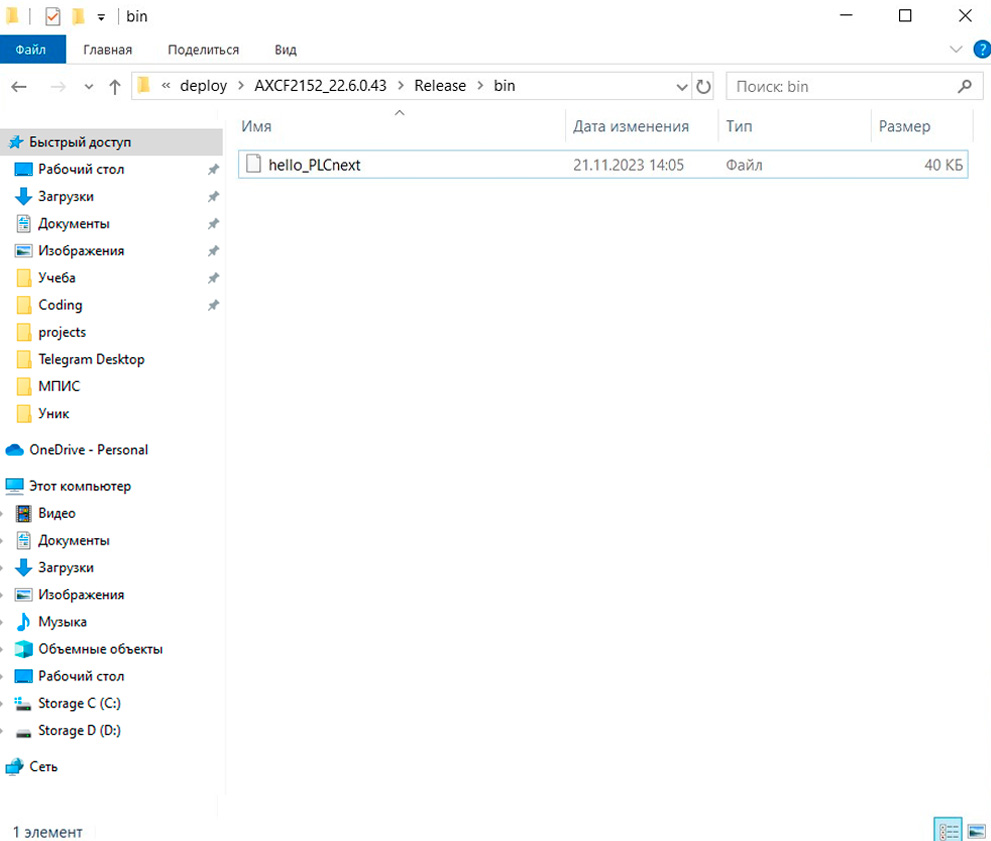 bin
Файл Главная Поделиться Вид
« deploy > AXCF2152_22.6.0.43 > Release > bin
Поиск: bin
Имя Дата изменения Тип Размер
hello_PLCnext 21.11.2023 14:05 Файл 40 КБ
Быстрый доступ
Рабочий стол
Загрузки
Документы
Изображения
Учеба
Coding
projects
Telegram Desktop
МПИС
Уник
OneDrive - Personal
Этот компьютер
Видео
Документы
Загрузки
Изображения
Музыка
Объемные объекты
Рабочий стол
Storage C (C:)
Storage D (D:)
Сеть
1 элемент